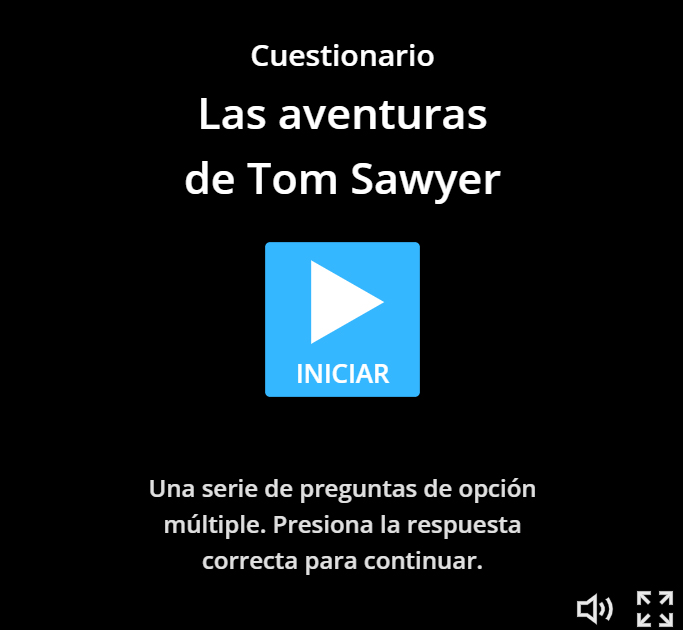 Cuestionario
Las aventuras
de Tom Sawyer
INICIAR
Una serie de preguntas de opción
múltiple. Presiona la respuesta
correcta para continuar.